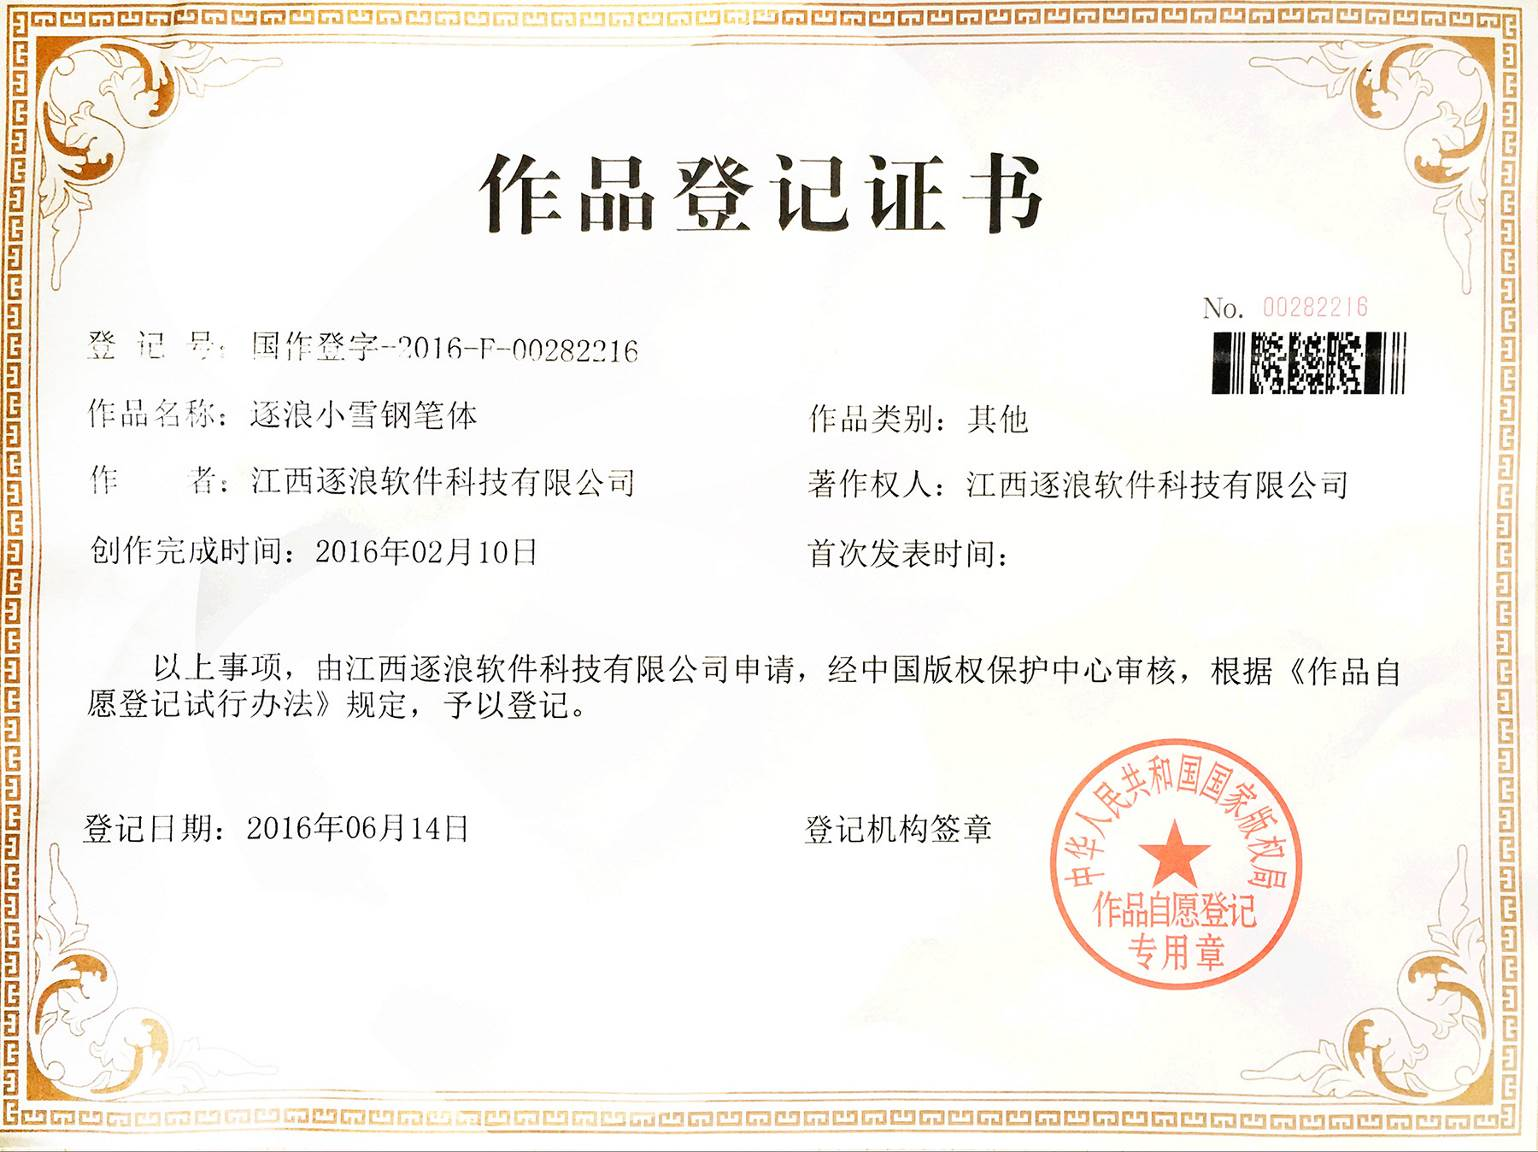 作品登记证书
No. 00282216
登记号：国作登字-2016-F-00282216
作品名称：逐浪小雪钢笔体
作品类别：其他
作者：江西逐浪软件科技有限公司
著作权人：江西逐浪软件科技有限公司
创作完成时间：2016年02月10日
首次发表时间：
以上事项，由江西逐浪软件科技有限公司申请，经中国版权保护中心审核，根据《作品自
愿登记试行办法》规定，予以登记。
登记日期：2016年06月14日
登记机构签章
中华人民共和国国家版权局
作品自愿登记
专用章